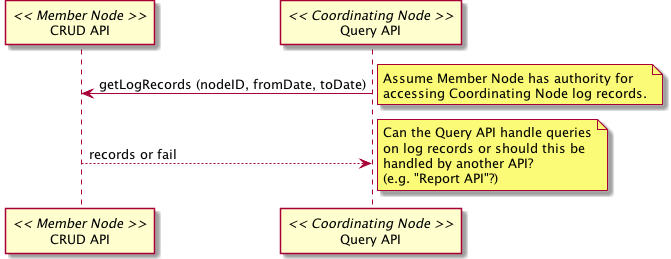 << Member Node >>
CRUD API
<< Coordinating Node >>
Query API
getLogRecords (nodeID, fromDate, toDate)
Assume Member Node has authority for
accessing Coordinating Node log records.
records or fail
Can the Query API handle queries
on log records or should this be
handled by another API?
(e.g. "Report API"?)
<< Member Node >>
CRUD API
<< Coordinating Node >>
Query API